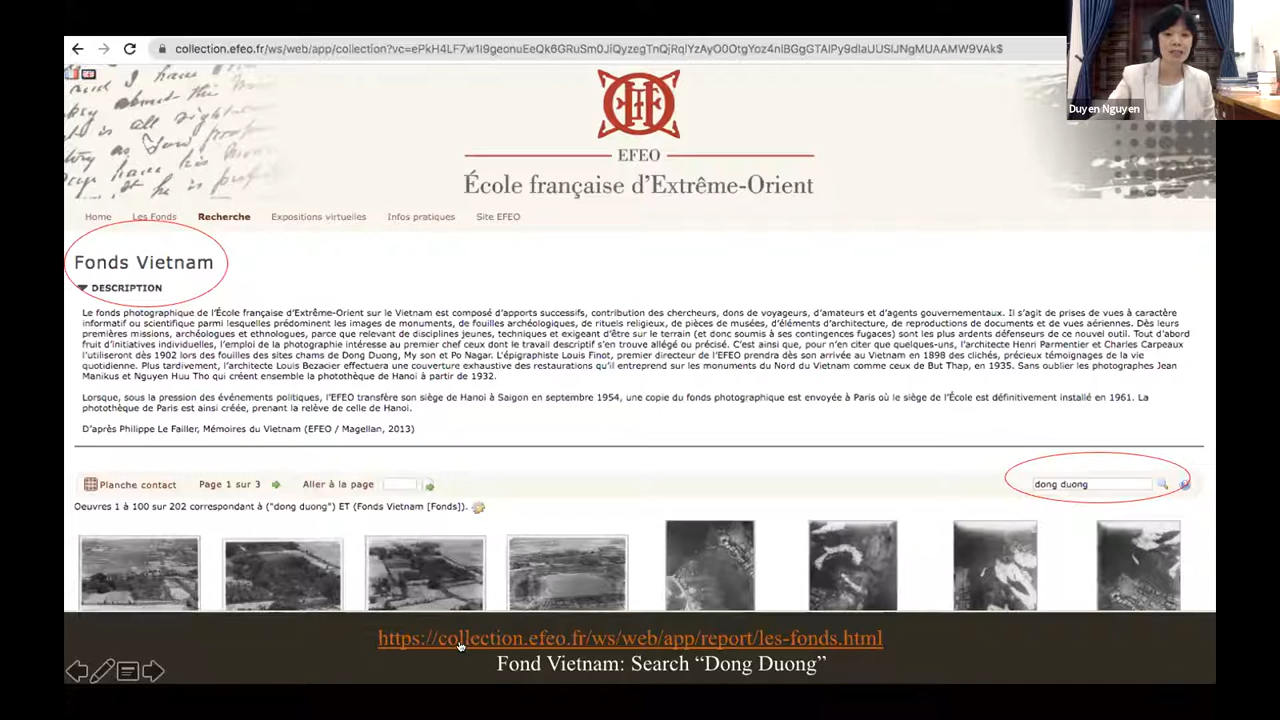 collection.efeo.fr/ws/web/app/collection?vc=
Duyen Nguyen
EFEO
École française d'Extrême-Orient
Home Les Fonds Recherche Expositions virtuelles Infos pratiques Site EFEO
Fonds Vietnam
DESCRIPTION
Le fonds photographique de l'École française d'Extrême-Orient sur le Vietnam est composé d'apports successifs, contribution des chercheurs, dons de voyageurs, d'amateurs et d'agents gouvernementaux. Il s'agit de prises de vues à caractère
informatif ou scientifique parmi lesquelles prédominent les images de monuments, de fouilles archéologiques, de rituels religieux, de pièces de musées, d'éléments d'architecture, de reproductions de documents et de vues aériennes. Dès leurs
premières missions, archéologues et ethnologues, parce que relevant de disciplines jeunes, techniques et exigeant d'être sur le terrain (et donc soumis à ses contingences fugaces) sont les plus ardents défenseurs de ce nouvel outil. Tout d'abord
fruit d'initiatives individuelles, l'emploi de la photographie intéresse au premier chef ceux dont le travail descriptif s'en trouve allégé ou précisé. C'est ainsi que, pour n'en citer que quelques-uns, l'architecte Henri Parmentier et Charles Carpeaux
l'utiliseront dès 1902 lors des fouilles des sites chams de Dong Duong, My son et Po Nagar. L'épigraphiste Louis Finot, premier directeur de l'EFEO prendra dès son arrivée au Vietnam en 1898 des clichés, précieux témoignages de la vie
quotidienne. Plus tardivement, l'architecte Louis Bezacier effectuera une couverture exhaustive des restaurations qu'il entreprend sur les monuments du Nord du Vietnam comme ceux de But Thap, en 1935. Sans oublier les photographes Jean
Manikus et Nguyen Huu Tho qui créent ensemble la photothèque de Hanoi à partir de 1932.
Lorsque, sous la pression des événements politiques, l'EFEO transfère son siège de Hanoi à Saigon en septembre 1954, une copie du fonds photographique est envoyée à Paris où le siège de l'École est définitivement installé en 1961. La
photothèque de Paris est ainsi créée, prenant la relève de celle de Hanoi.
D'après Philippe Le Failler, Mémoires du Vietnam (EFEO / Magellan, 2013)
Planche contact Page 1 sur 3 Aller à la page dong duong
Oeuvres 1 à 100 sur 202 correspondant à ("dong duong") ET (Fonds Vietnam [Fonds]).
https://collection.efeo.fr/ws/web/app/report/les-fonds.html
Fond Vietnam: Search “Dong Duong”